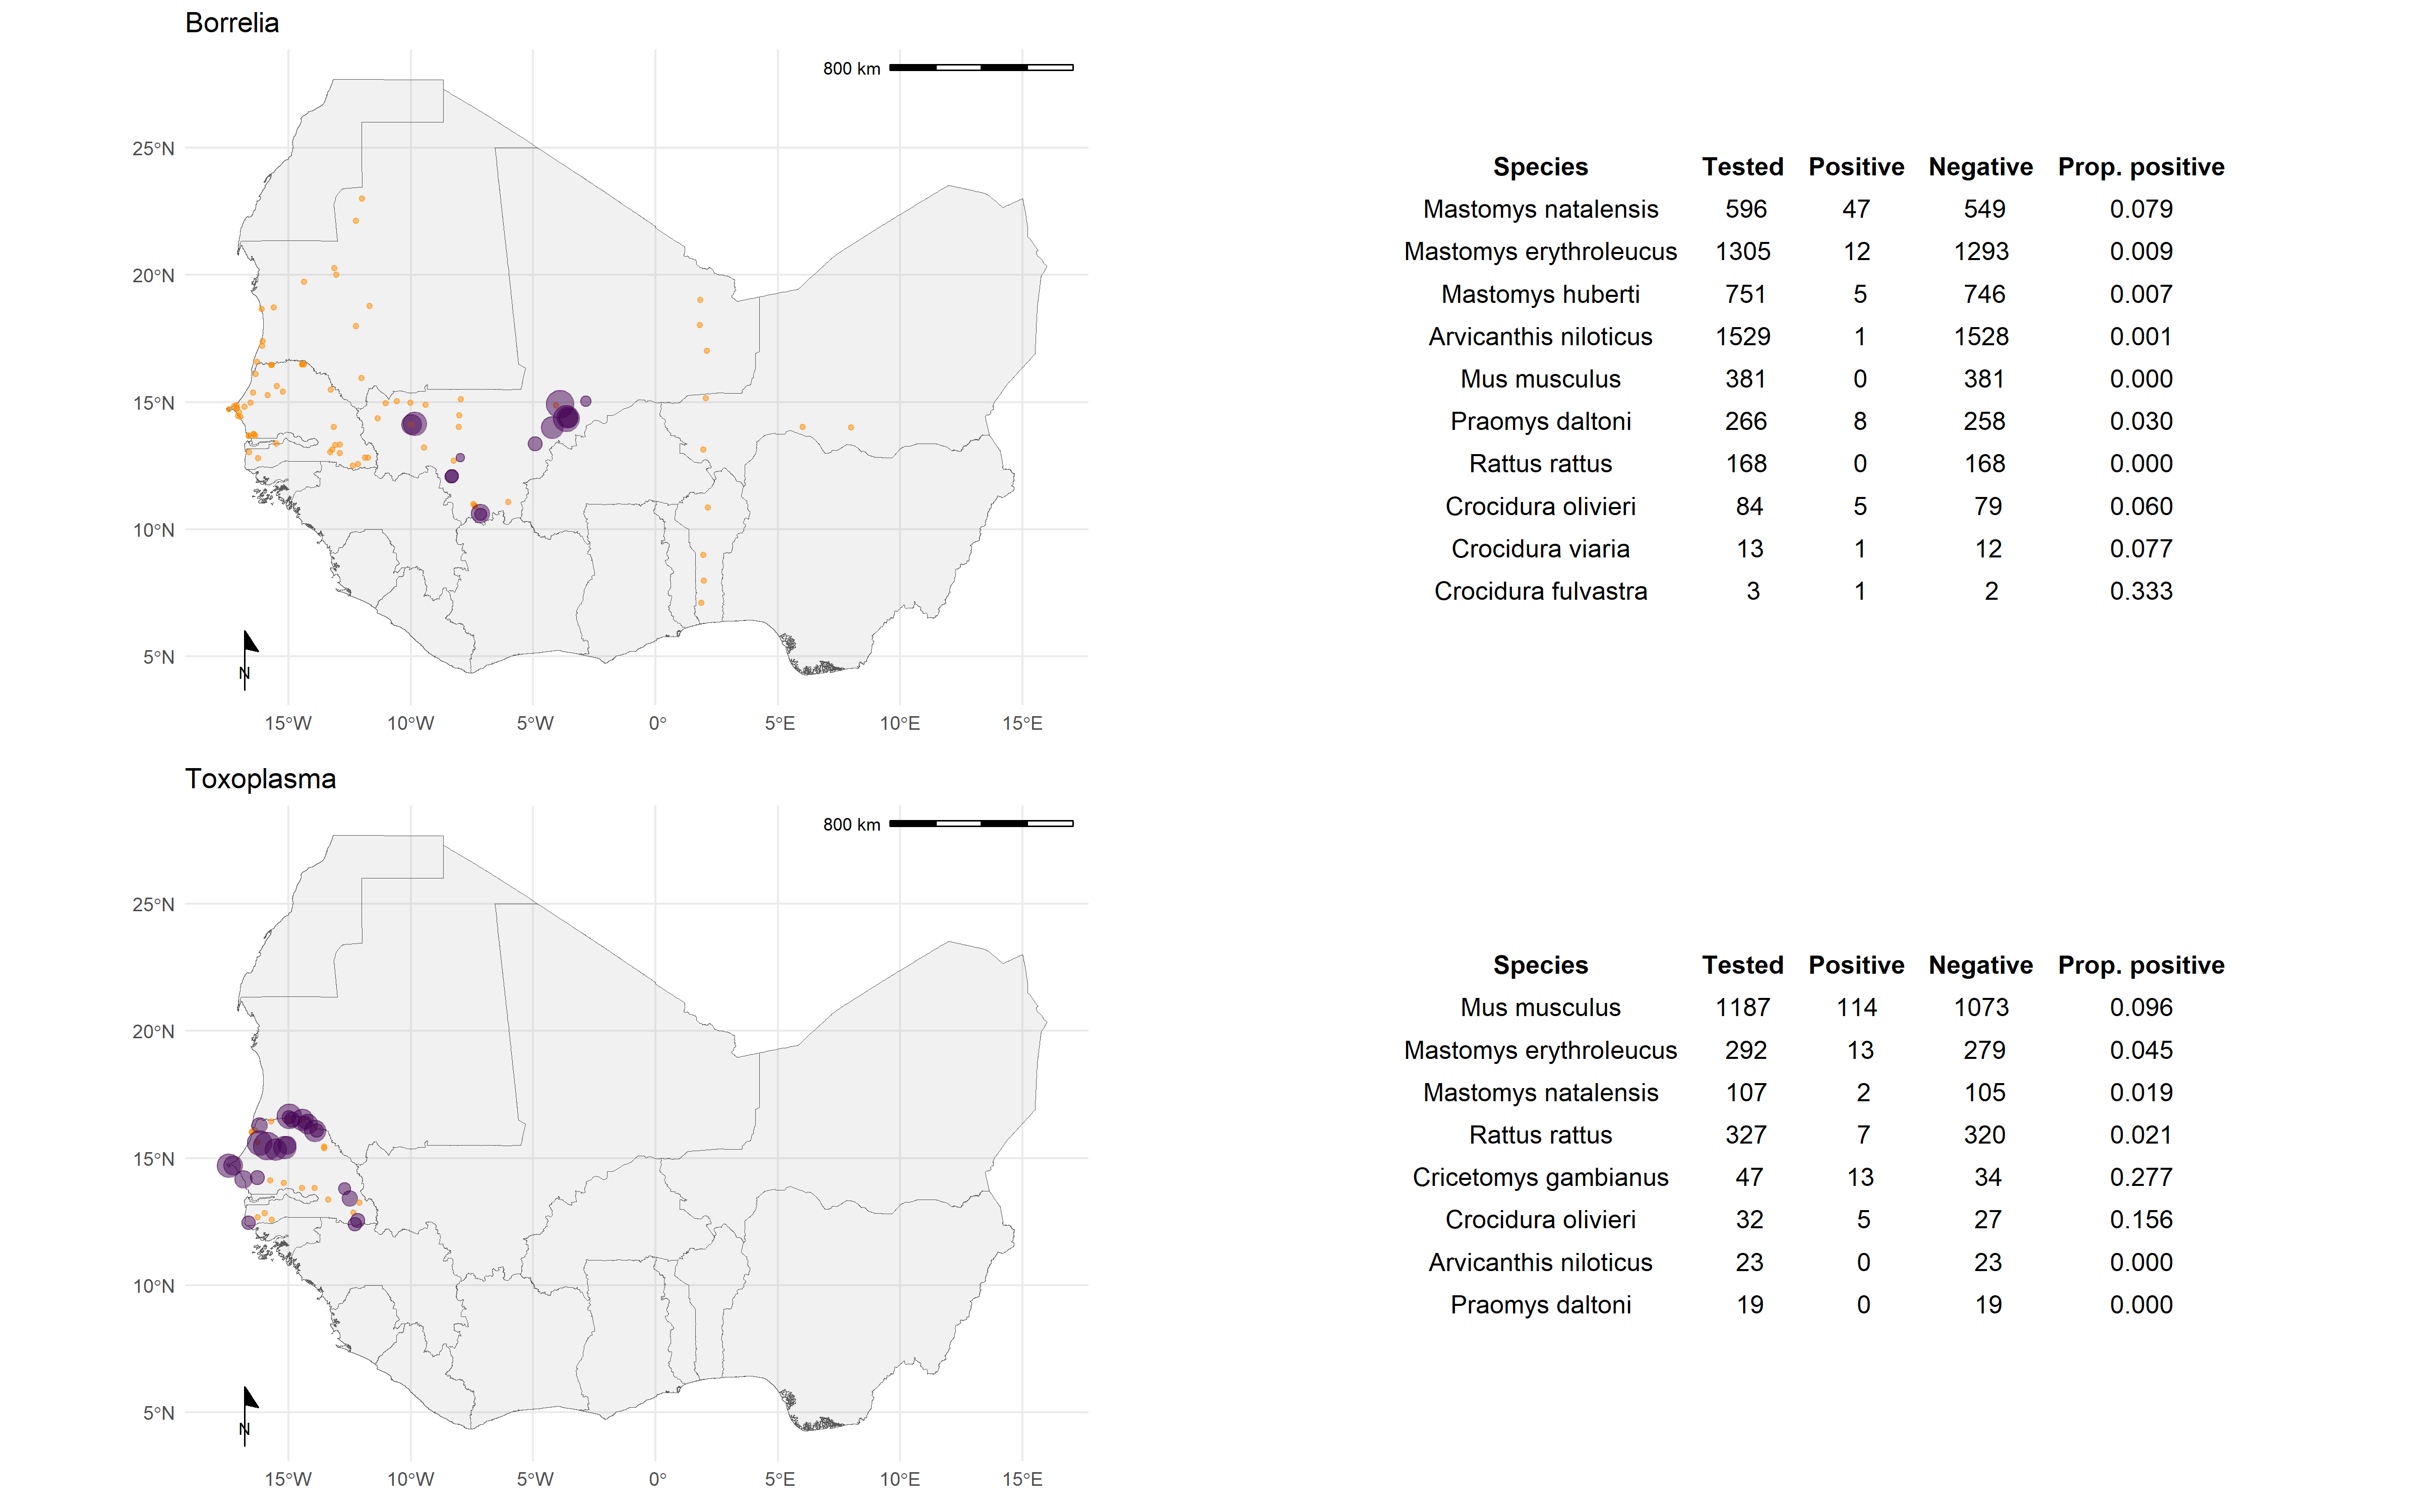 Borrelia
800 km
25°N
20°N
15°N
10°N
5°N
N
15°W 10°W 5°W 0° 5°E 10°E 15°E
Species Tested Positive Negative Prop. positive
Mastomys natalensis 596 47 549 0.079
Mastomys erythroleucus 1305 12 1293 0.009
Mastomys huberti 751 5 746 0.007
Arvicanthis niloticus 1529 1 1528 0.001
Mus musculus 381 0 381 0.000
Praomys daltoni 266 8 258 0.030
Rattus rattus 168 0 168 0.000
Crocidura olivieri 84 5 79 0.060
Crocidura viaria 13 1 12 0.077
Crocidura fulvastra 3 1 2 0.333
Toxoplasma
800 km
25°N
20°N
15°N
10°N
5°N
N
15°W 10°W 5°W 0° 5°E 10°E 15°E
Species Tested Positive Negative Prop. positive
Mus musculus 1187 114 1073 0.096
Mastomys erythroleucus 292 13 279 0.045
Mastomys natalensis 107 2 105 0.019
Rattus rattus 327 7 320 0.021
Cricetomys gambianus 47 13 34 0.277
Crocidura olivieri 32 5 27 0.156
Arvicanthis niloticus 23 0 23 0.000
Praomys daltoni 19 0 19 0.000